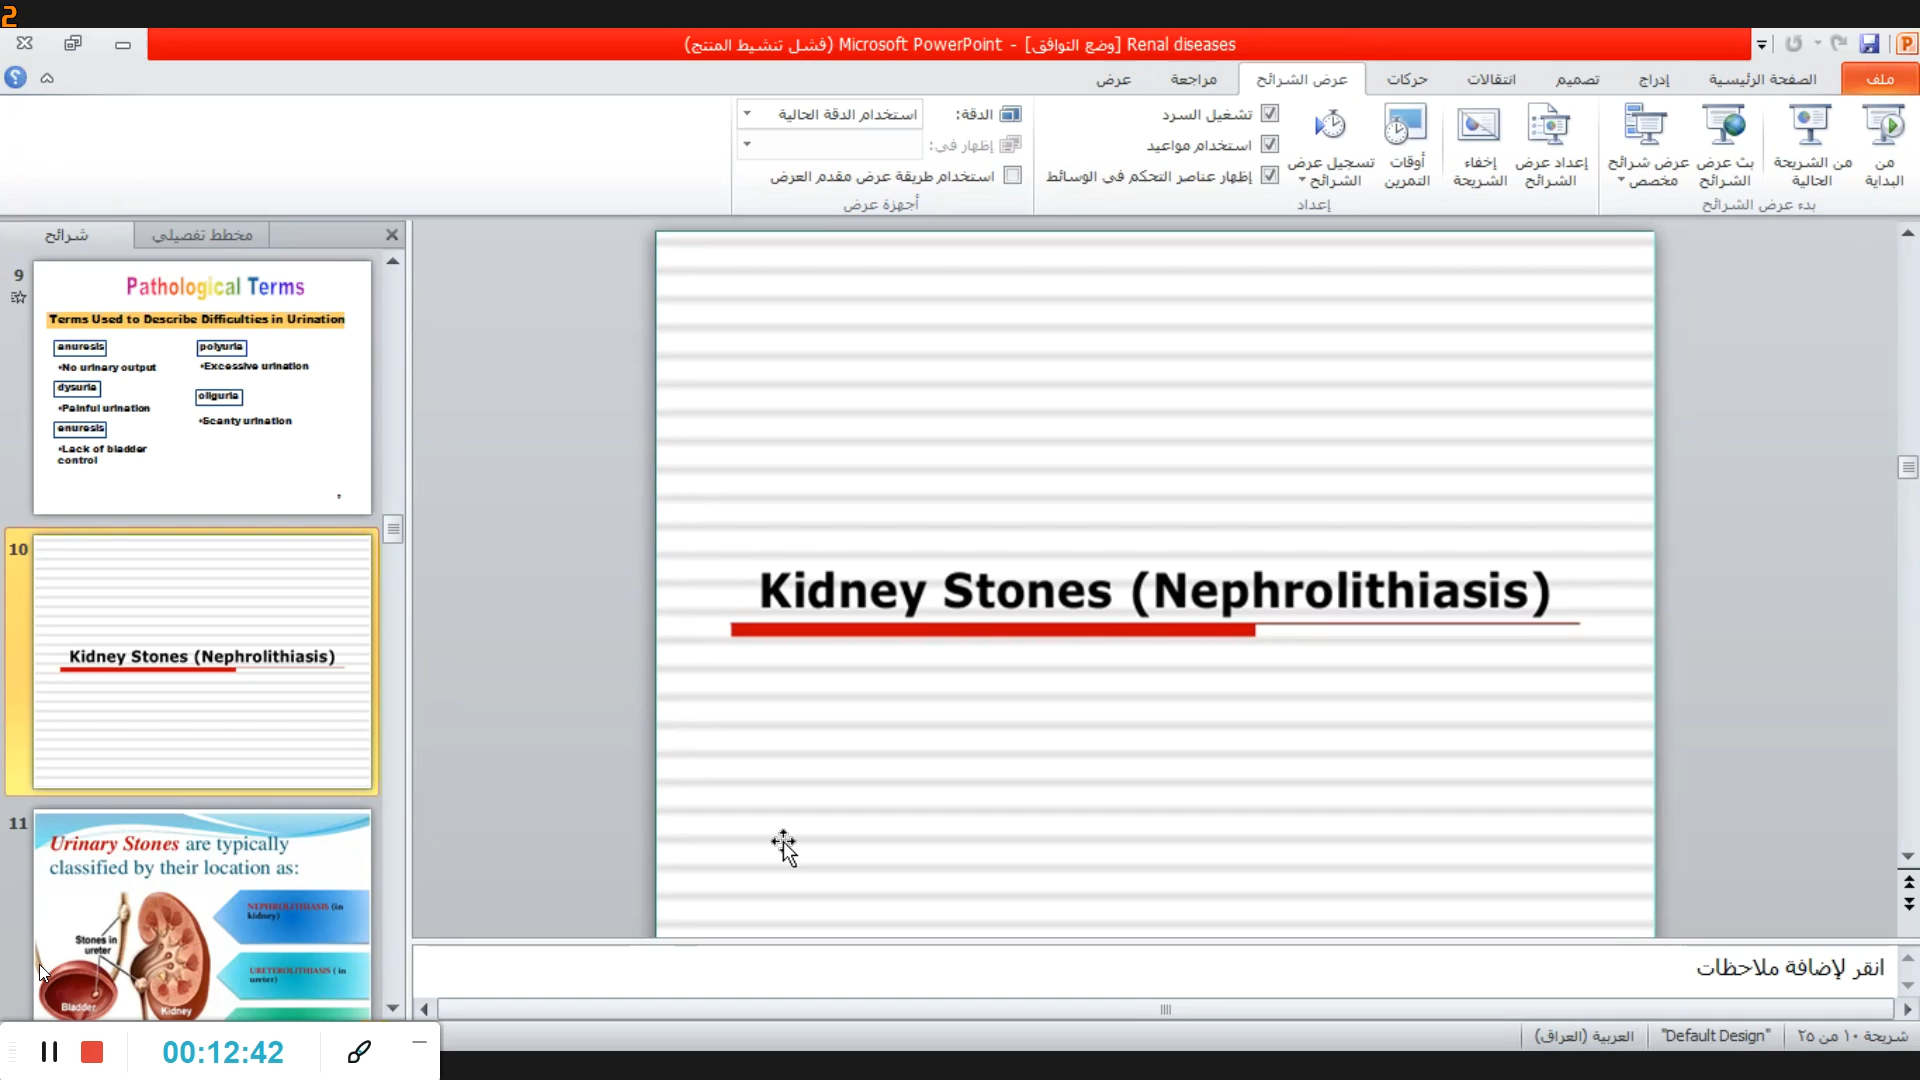 2
Renal diseases [وضع التوافق] - Microsoft PowerPoint (فشل تنشيط المنتج)
ملف
الصفحة الرئيسية
إدراج
تصميم
انتقالات
حركات
عرض الشرائح
مراجعة
عرض
من البداية
من الشريحة الحالية
بث عرض الشرائح
عرض شرائح مخصص
بدء عرض الشرائح
إعداد عرض الشرائح
إخفاء الشريحة
أوقات التمرين
تسجيل عرض الشرائح
تشغيل السرد
استخدام مواعيد
إظهار عناصر التحكم في الوسائط
إعداد
الدقة:
استخدام الدقة الحالية
إظهار في:
استخدام طريقة عرض مقدم العرض
أجهزة عرض
شرائح
مخطط تفصيلي
9
Pathological Terms
Terms Used to Describe Difficulties in Urination
anuresis
•No urinary output
dysuria
•Painful urination
enuresis
•Lack of bladder
control
polyuria
•Excessive urination
oliguria
•Scanty urination
10
Kidney Stones (Nephrolithiasis)
11
Urinary Stones are typically
classified by their location as:
NEPHROLITHIASIS (in
kidney)
Stones in
ureter
URETEROLITHIASIS ( in
ureter)
Bladder
Kidney
Kidney Stones (Nephrolithiasis)
انقر لإضافة ملاحظات
شريحة ١٠ من ٢٥
"Default Design"
العربية (العراق)
00:12:42